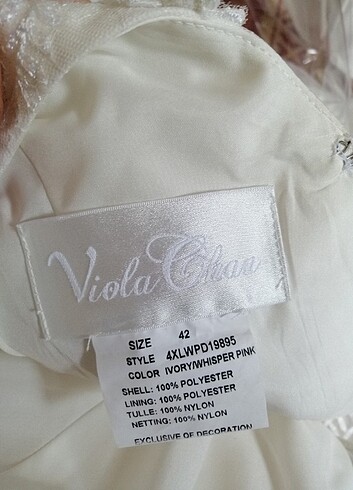 Viola Chan
SIZE 42
STYLE 4XLWPD19895
COLOR IVORY/WHISPER PINK
SHELL: 100% POLYESTER
LINING: 100% POLYESTER
TULLE: 100% NYLON
NETTING: 100% NYLON
EXCLUSIVE OF DECORATION